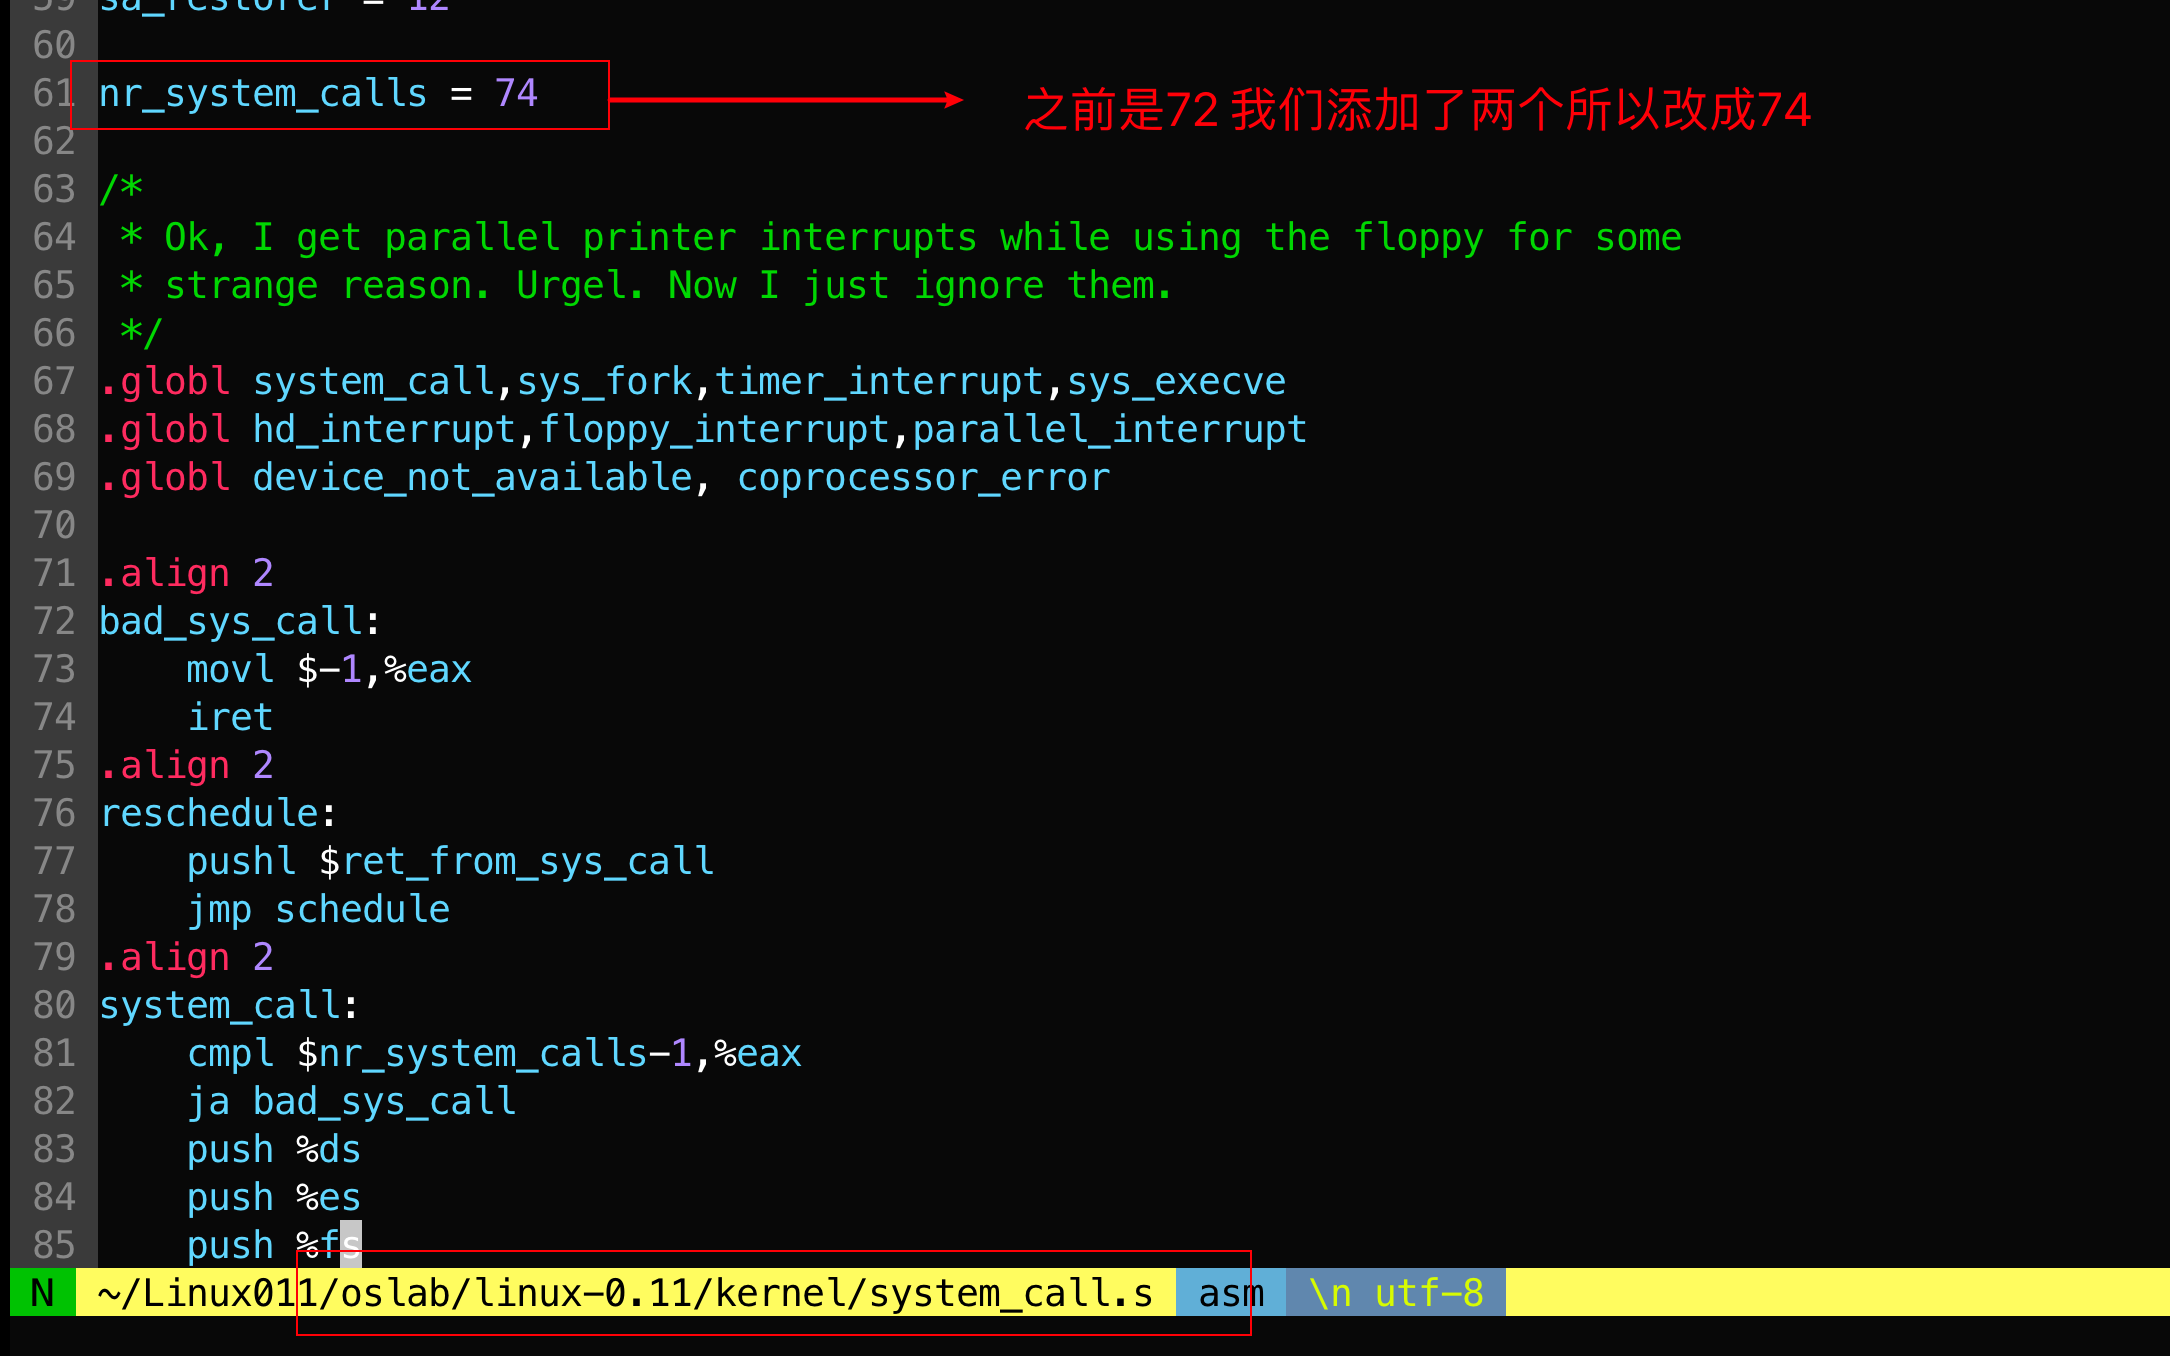 59 sa_restorer = 12
60
61 nr_system_calls = 74 之前是72 我们添加了两个所以改成74
62
63 /*
64  * Ok, I get parallel printer interrupts while using the floppy for some
65  * strange reason. Urgel. Now I just ignore them.
66  */
67 .globl system_call,sys_fork,timer_interrupt,sys_execve
68 .globl hd_interrupt,floppy_interrupt,parallel_interrupt
69 .globl device_not_available, coprocessor_error
70
71 .align 2
72 bad_sys_call:
73     movl $-1,%eax
74     iret
75 .align 2
76 reschedule:
77     pushl $ret_from_sys_call
78     jmp schedule
79 .align 2
80 system_call:
81     cmpl $nr_system_calls-1,%eax
82     ja bad_sys_call
83     push %ds
84     push %es
85     push %fs
N ~/Linux011/oslab/linux-0.11/kernel/system_call.s asm \n utf-8